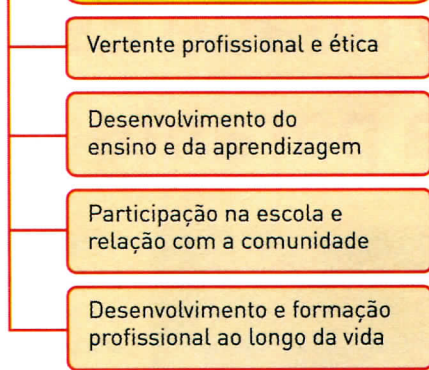 Vertente profissional e ética
Desenvolvimento do
ensino e da aprendizagem
Participação na escola e
relação com a comunidade
Desenvolvimento e formação
profissional ao longo da vida